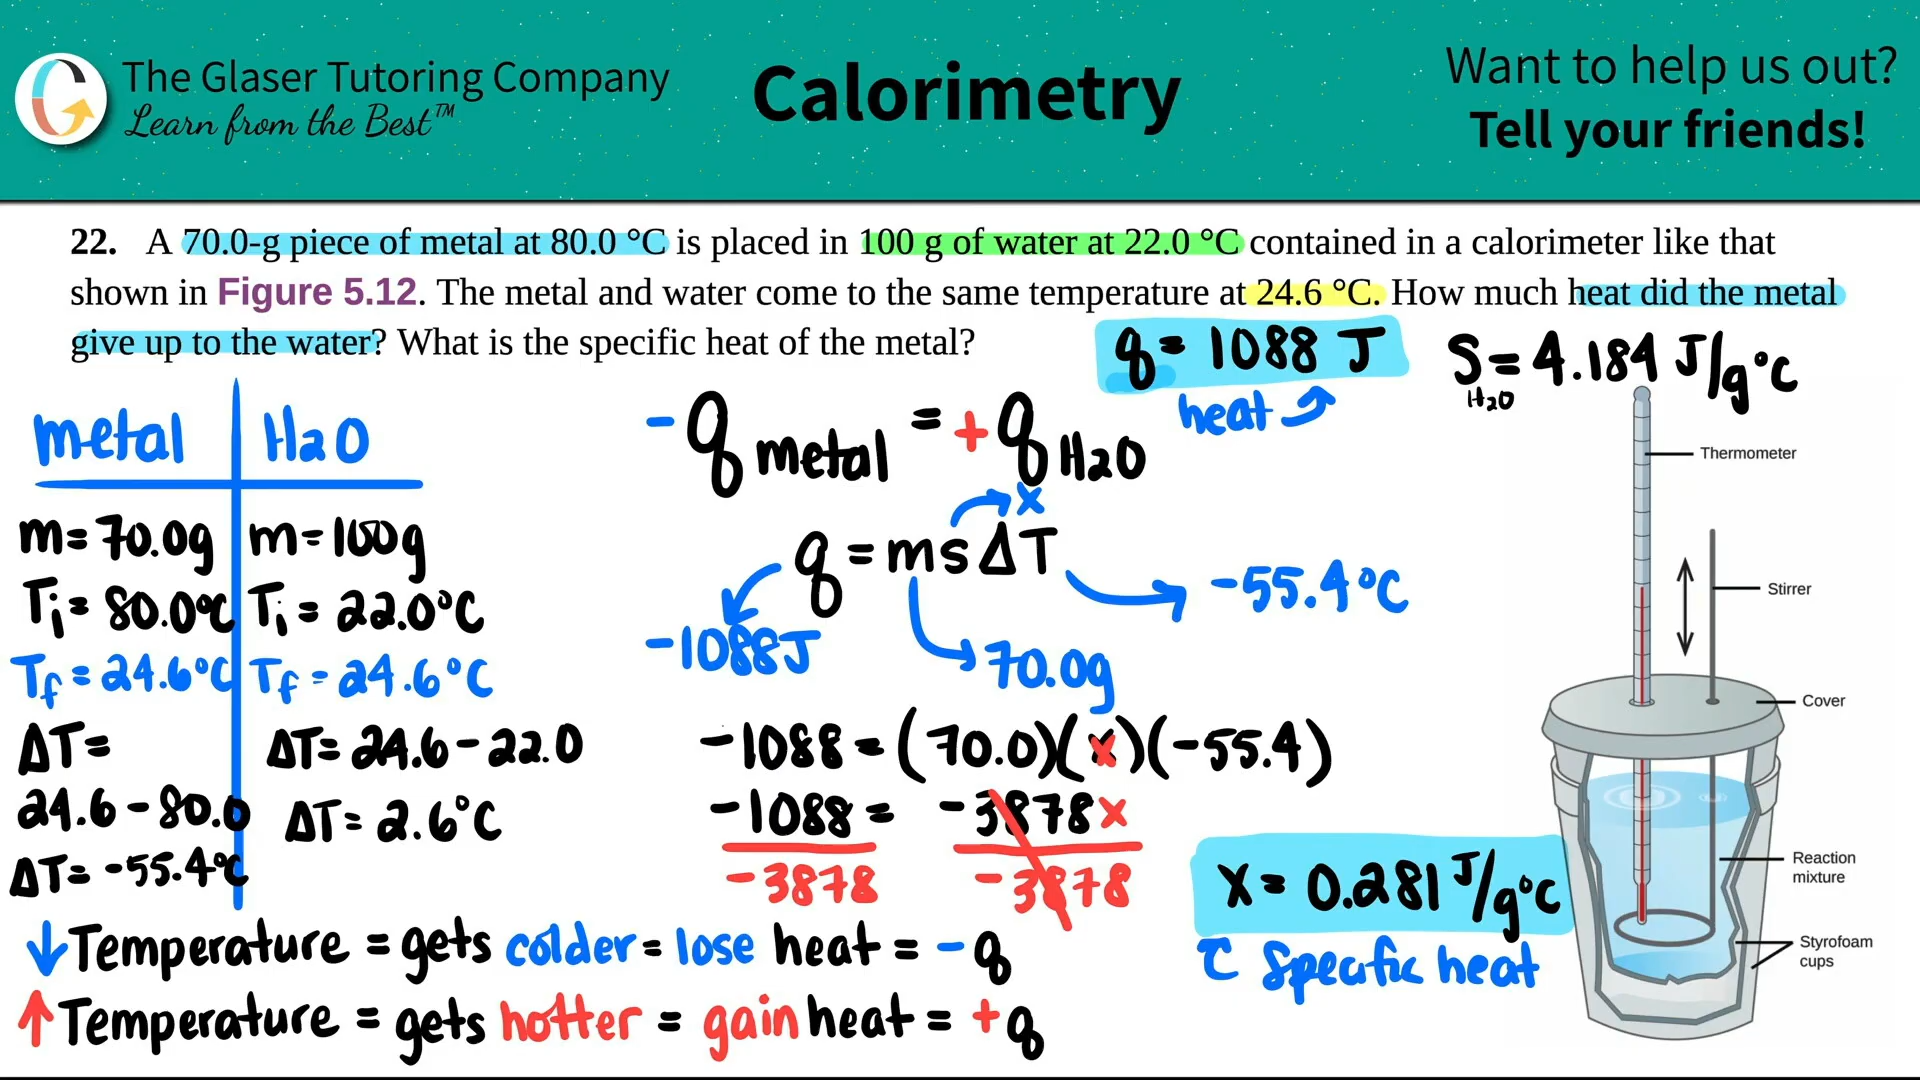 The Glaser Tutoring Company
Learn from the Best™
Calorimetry
Want to help us out?
Tell your friends!
22. A 70.0-g piece of metal at 80.0 °C is placed in 100 g of water at 22.0 °C contained in a calorimeter like that
shown in Figure 5.12. The metal and water come to the same temperature at 24.6 °C. How much heat did the metal
give up to the water? What is the specific heat of the metal?
q = 1088 J
heat
S H₂O = 4.184 J/g°C
metal
H₂O
m = 70.0g
m = 100g
Ti = 80.0°C
Ti = 22.0°C
Tf = 24.6°C
Tf = 24.6°C
ΔT =
24.6 - 80.0
ΔT = -55.4°C
ΔT = 24.6 - 22.0
ΔT = 2.6°C
-q metal = +q H₂O
x
q = msΔT
-1088J
70.0g
-55.4°C
-1088 = (70.0)(x)(-55.4)
-1088 = -3878x
-3878 -3878
x = 0.281 J/g°C
Specific heat
↓ Temperature = gets colder = lose heat = -q
↑ Temperature = gets hotter = gain heat = +q
Thermometer
Stirrer
Cover
Reaction
mixture
Styrofoam
cups